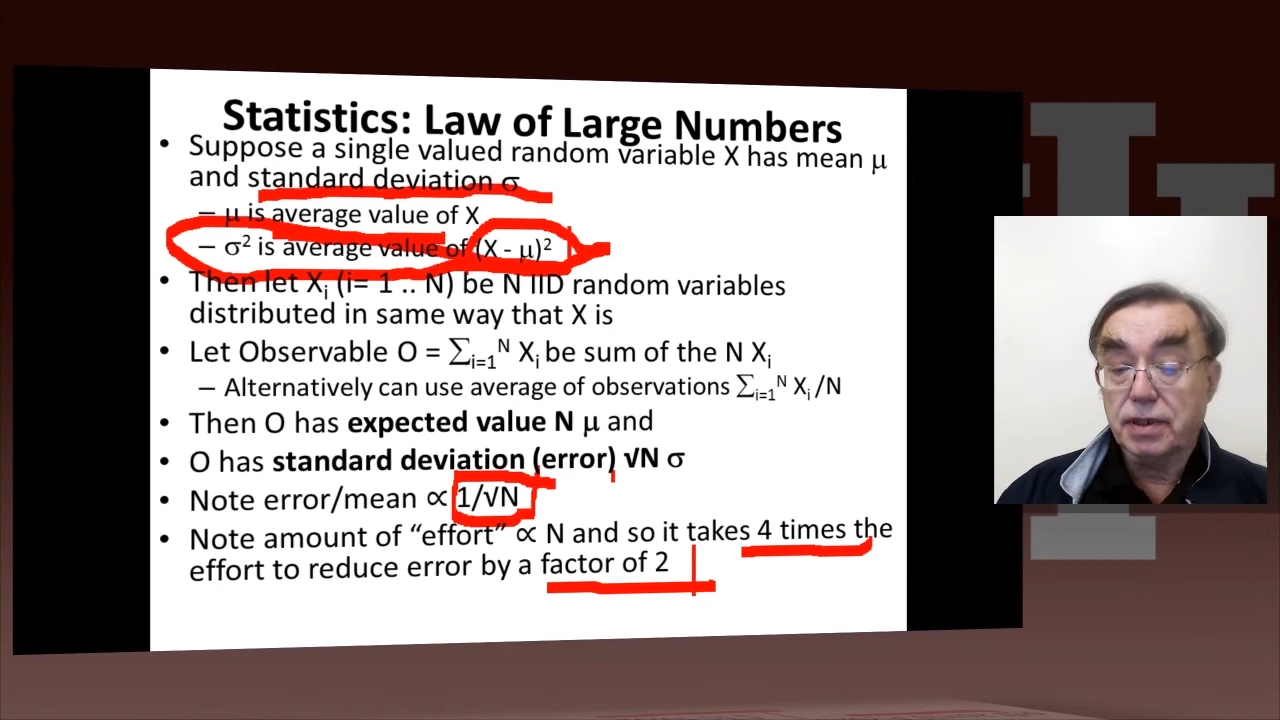 Statistics: Law of Large Numbers
• Suppose a single valued random variable X has mean μ
and standard deviation σ
– μ is average value of X
– σ² is average value of (X - μ)²
• Then let Xᵢ (i= 1 .. N) be N IID random variables
distributed in same way that X is
• Let Observable O = ∑ᵢ₌₁ᴺ Xᵢ be sum of the N Xᵢ
– Alternatively can use average of observations ∑ᵢ₌₁ᴺ Xᵢ /N
• Then O has expected value N μ and
• O has standard deviation (error) √N σ
• Note error/mean ∝ 1/√N
• Note amount of “effort” ∝ N and so it takes 4 times the
effort to reduce error by a factor of 2